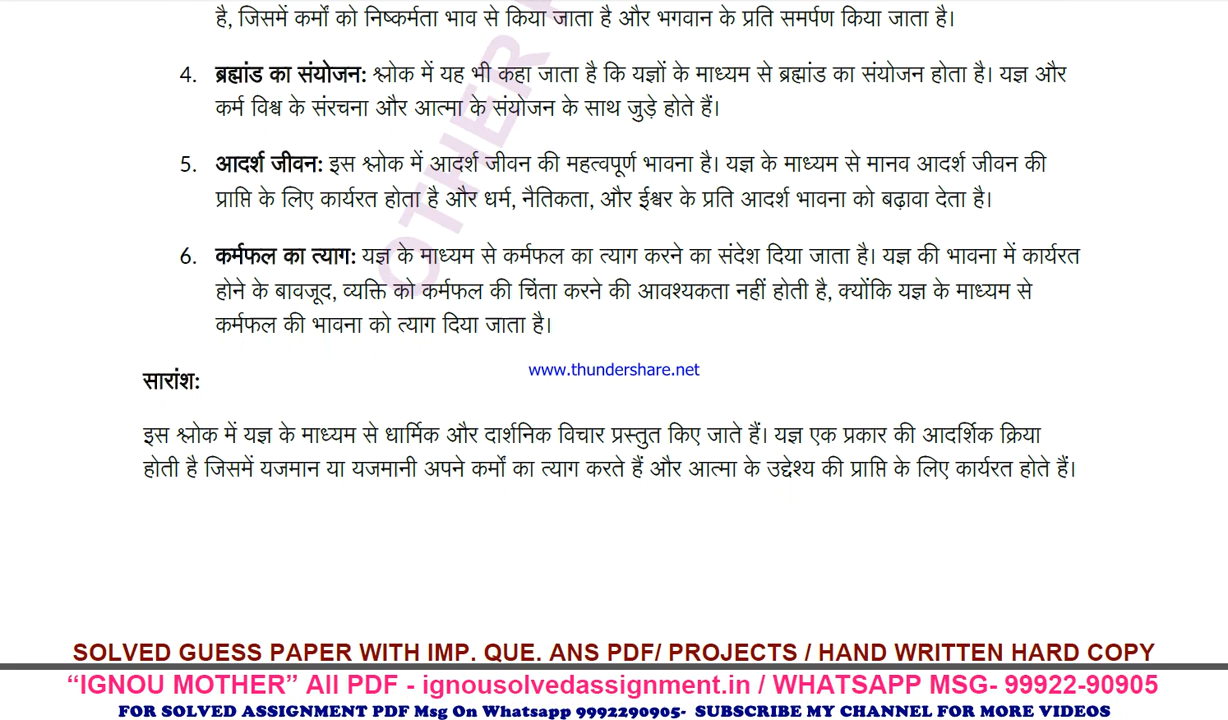 है, जिसमें कर्मों को निष्कर्मता भाव से किया जाता है और भगवान के प्रति समर्पण किया जाता है।
4. ब्रह्मांड का संयोजन: श्लोक में यह भी कहा जाता है कि यज्ञों के माध्यम से ब्रह्मांड का संयोजन होता है। यज्ञ और
कर्म विश्व के संरचना और आत्मा के संयोजन के साथ जुड़े होते हैं।
5. आदर्श जीवन: इस श्लोक में आदर्श जीवन की महत्वपूर्ण भावना है। यज्ञ के माध्यम से मानव आदर्श जीवन की
प्राप्ति के लिए कार्यरत होता है और धर्म, नैतिकता, और ईश्वर के प्रति आदर्श भावना को बढ़ावा देता है।
6. कर्मफल का त्याग: यज्ञ के माध्यम से कर्मफल का त्याग करने का संदेश दिया जाता है। यज्ञ की भावना में कार्यरत
होने के बावजूद, व्यक्ति को कर्मफल की चिंता करने की आवश्यकता नहीं होती है, क्योंकि यज्ञ के माध्यम से
कर्मफल की भावना को त्याग दिया जाता है।
www.thundershare.net
सारांश:
इस श्लोक में यज्ञ के माध्यम से धार्मिक और दार्शनिक विचार प्रस्तुत किए जाते हैं। यज्ञ एक प्रकार की आदर्शिक क्रिया
होती है जिसमें यजमान या यजमानी अपने कर्मों का त्याग करते हैं और आत्मा के उद्देश्य की प्राप्ति के लिए कार्यरत होते हैं।
OTHER
SOLVED GUESS PAPER WITH IMP. QUE. ANS PDF/ PROJECTS / HAND WRITTEN HARD COPY
“IGNOU MOTHER” All PDF - ignousolvedassignment.in / WHATSAPP MSG- 99922-90905
FOR SOLVED ASSIGNMENT PDF Msg On Whatsapp 9992290905- SUBSCRIBE MY CHANNEL FOR MORE VIDEOS